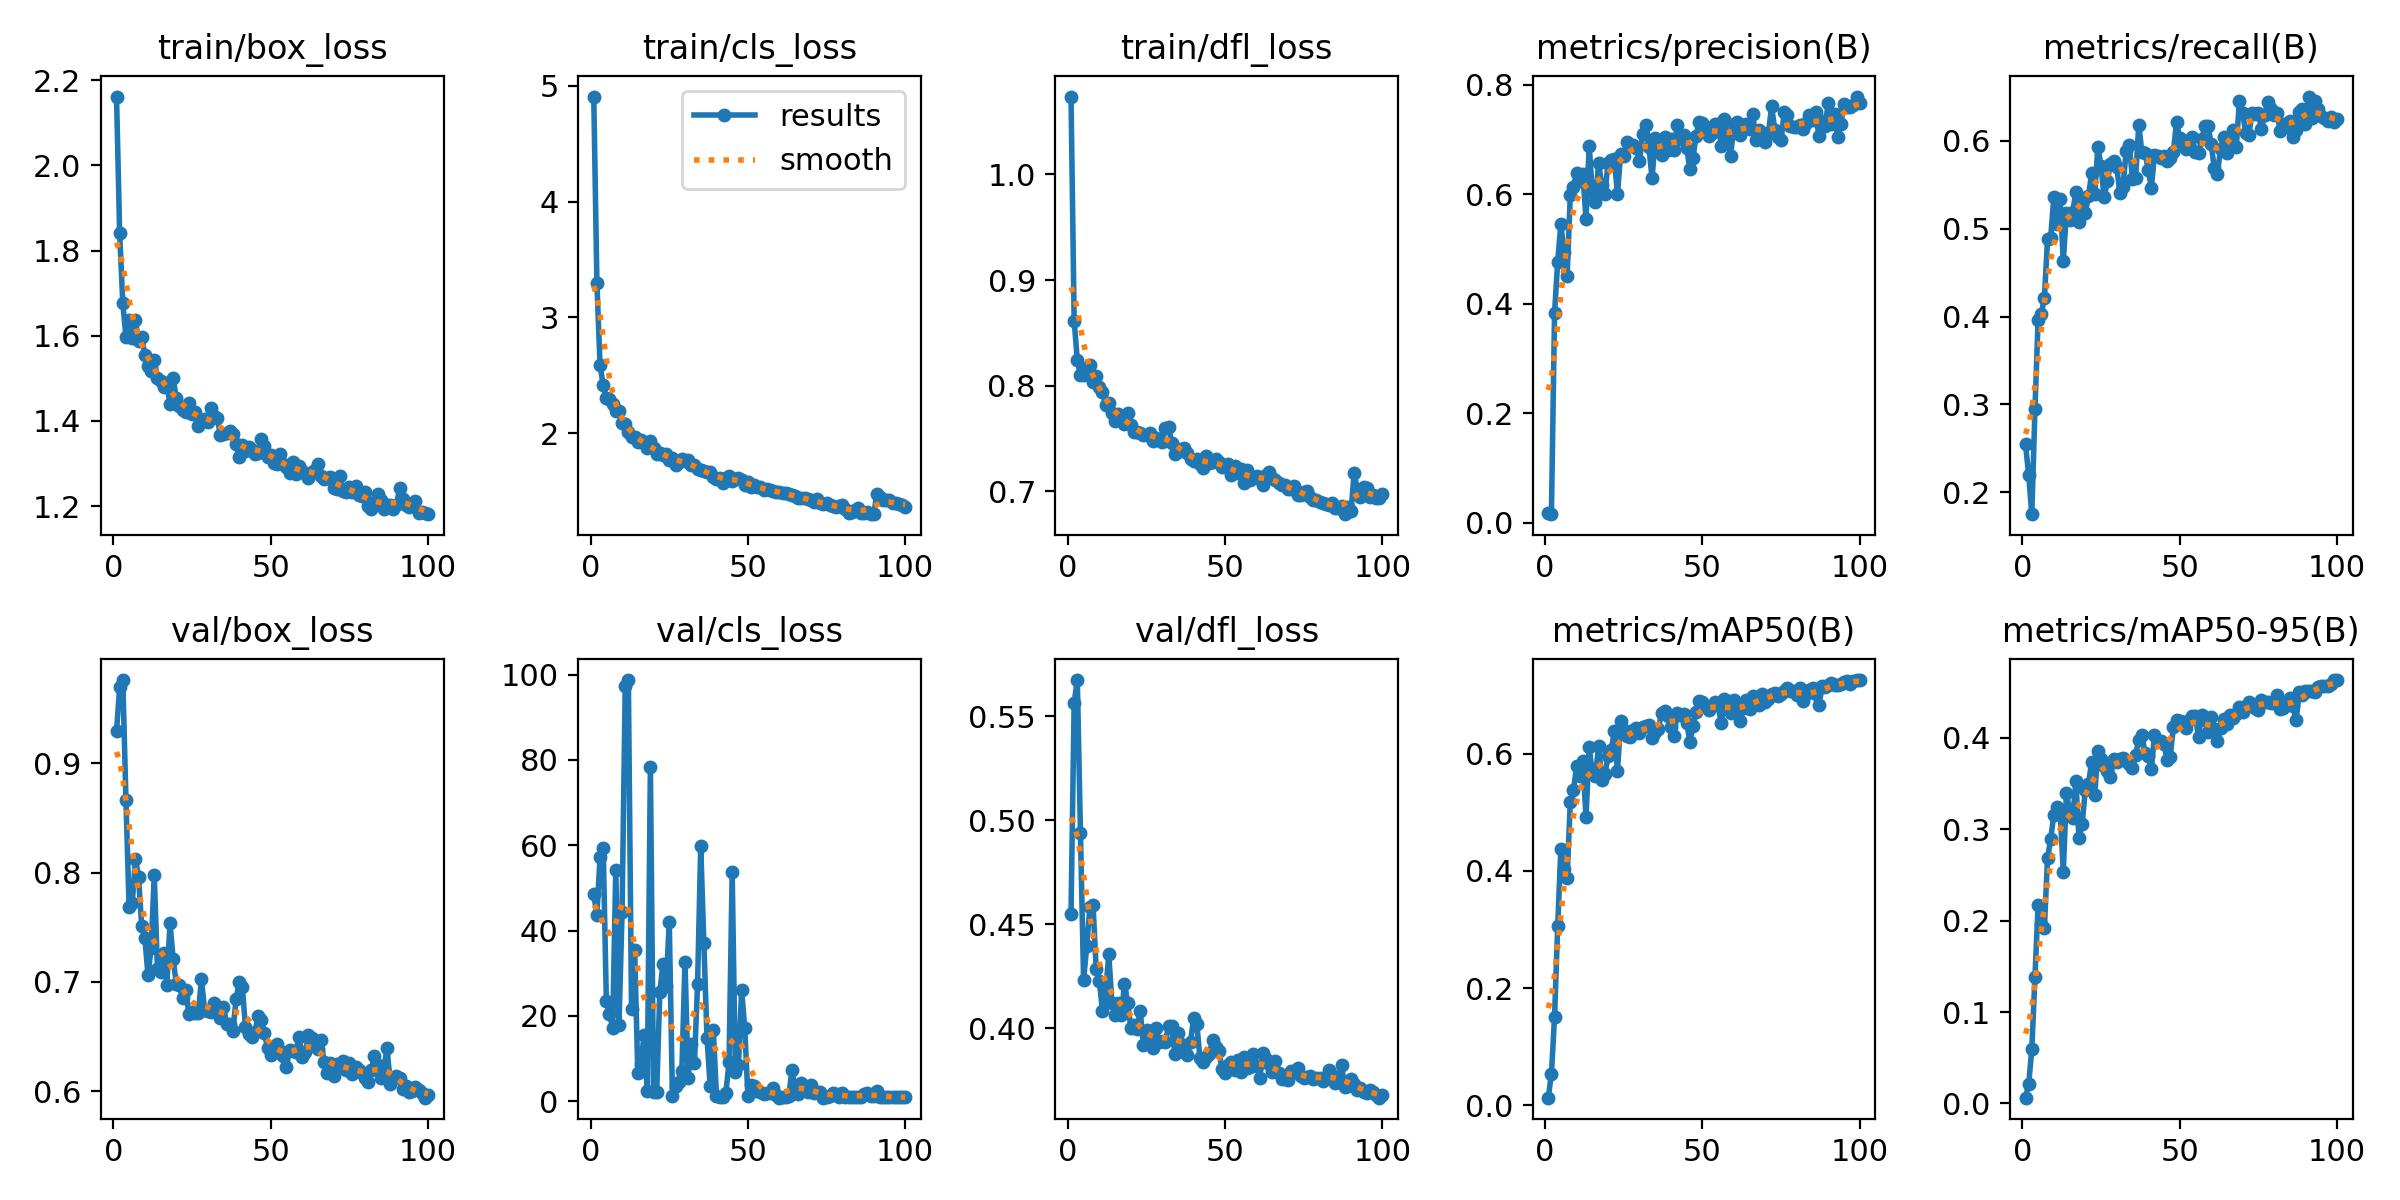 train/box_loss
2.2
2.0
1.8
1.6
1.4
1.2
0 50 100
train/cls_loss
results
smooth
5
4
3
2
0 50 100
train/dfl_loss
1.0
0.9
0.8
0.7
0 50 100
metrics/precision(B)
0.8
0.6
0.4
0.2
0.0
0 50 100
metrics/recall(B)
0.6
0.5
0.4
0.3
0.2
0 50 100
val/box_loss
0.9
0.8
0.7
0.6
0 50 100
val/cls_loss
100
80
60
40
20
0
0 50 100
val/dfl_loss
0.55
0.50
0.45
0.40
0 50 100
metrics/mAP50(B)
0.6
0.4
0.2
0.0
0 50 100
metrics/mAP50-95(B)
0.4
0.3
0.2
0.1
0.0
0 50 100